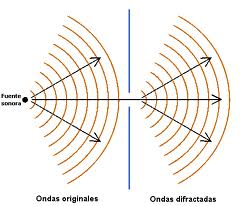 Fuente
sonora
Ondas originales
Ondas difractadas